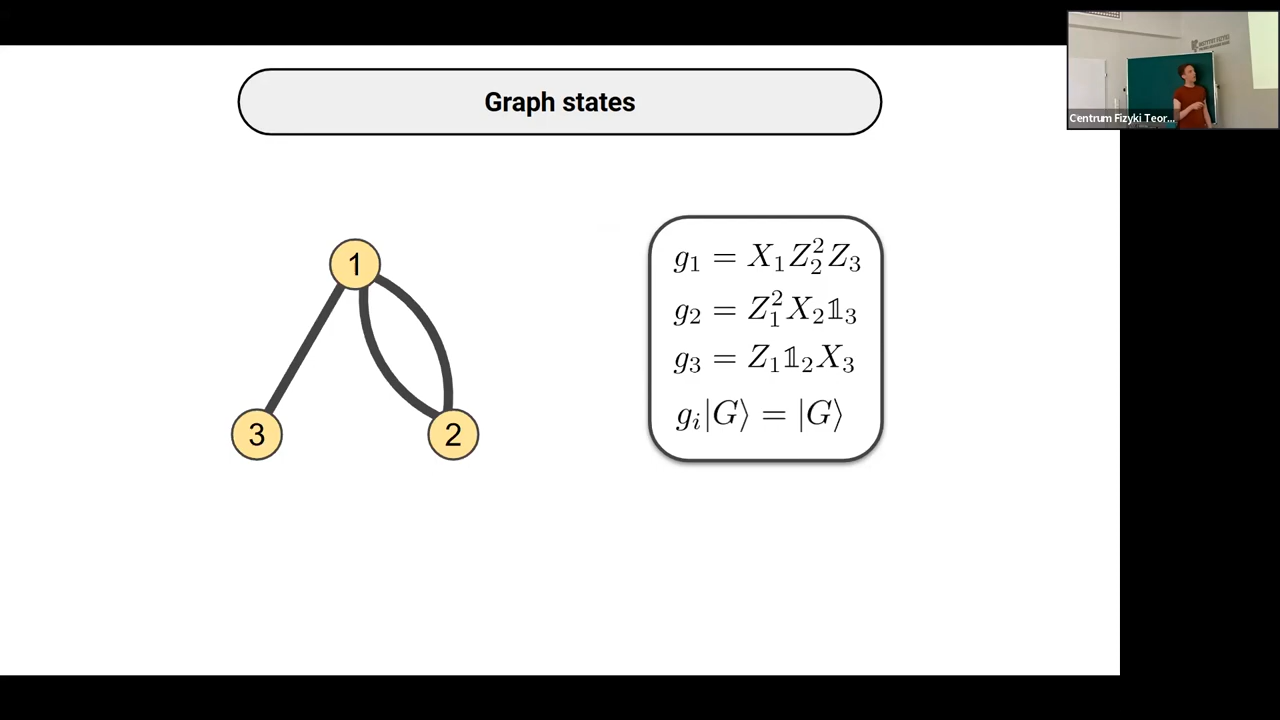 Graph states
1
3
2
g₁ = X₁Z₂²Z₃
g₂ = Z₁²X₂𝟙₃
g₃ = Z₁𝟙₂X₃
gᵢ|G⟩ = |G⟩
Centrum Fizyki Teor...